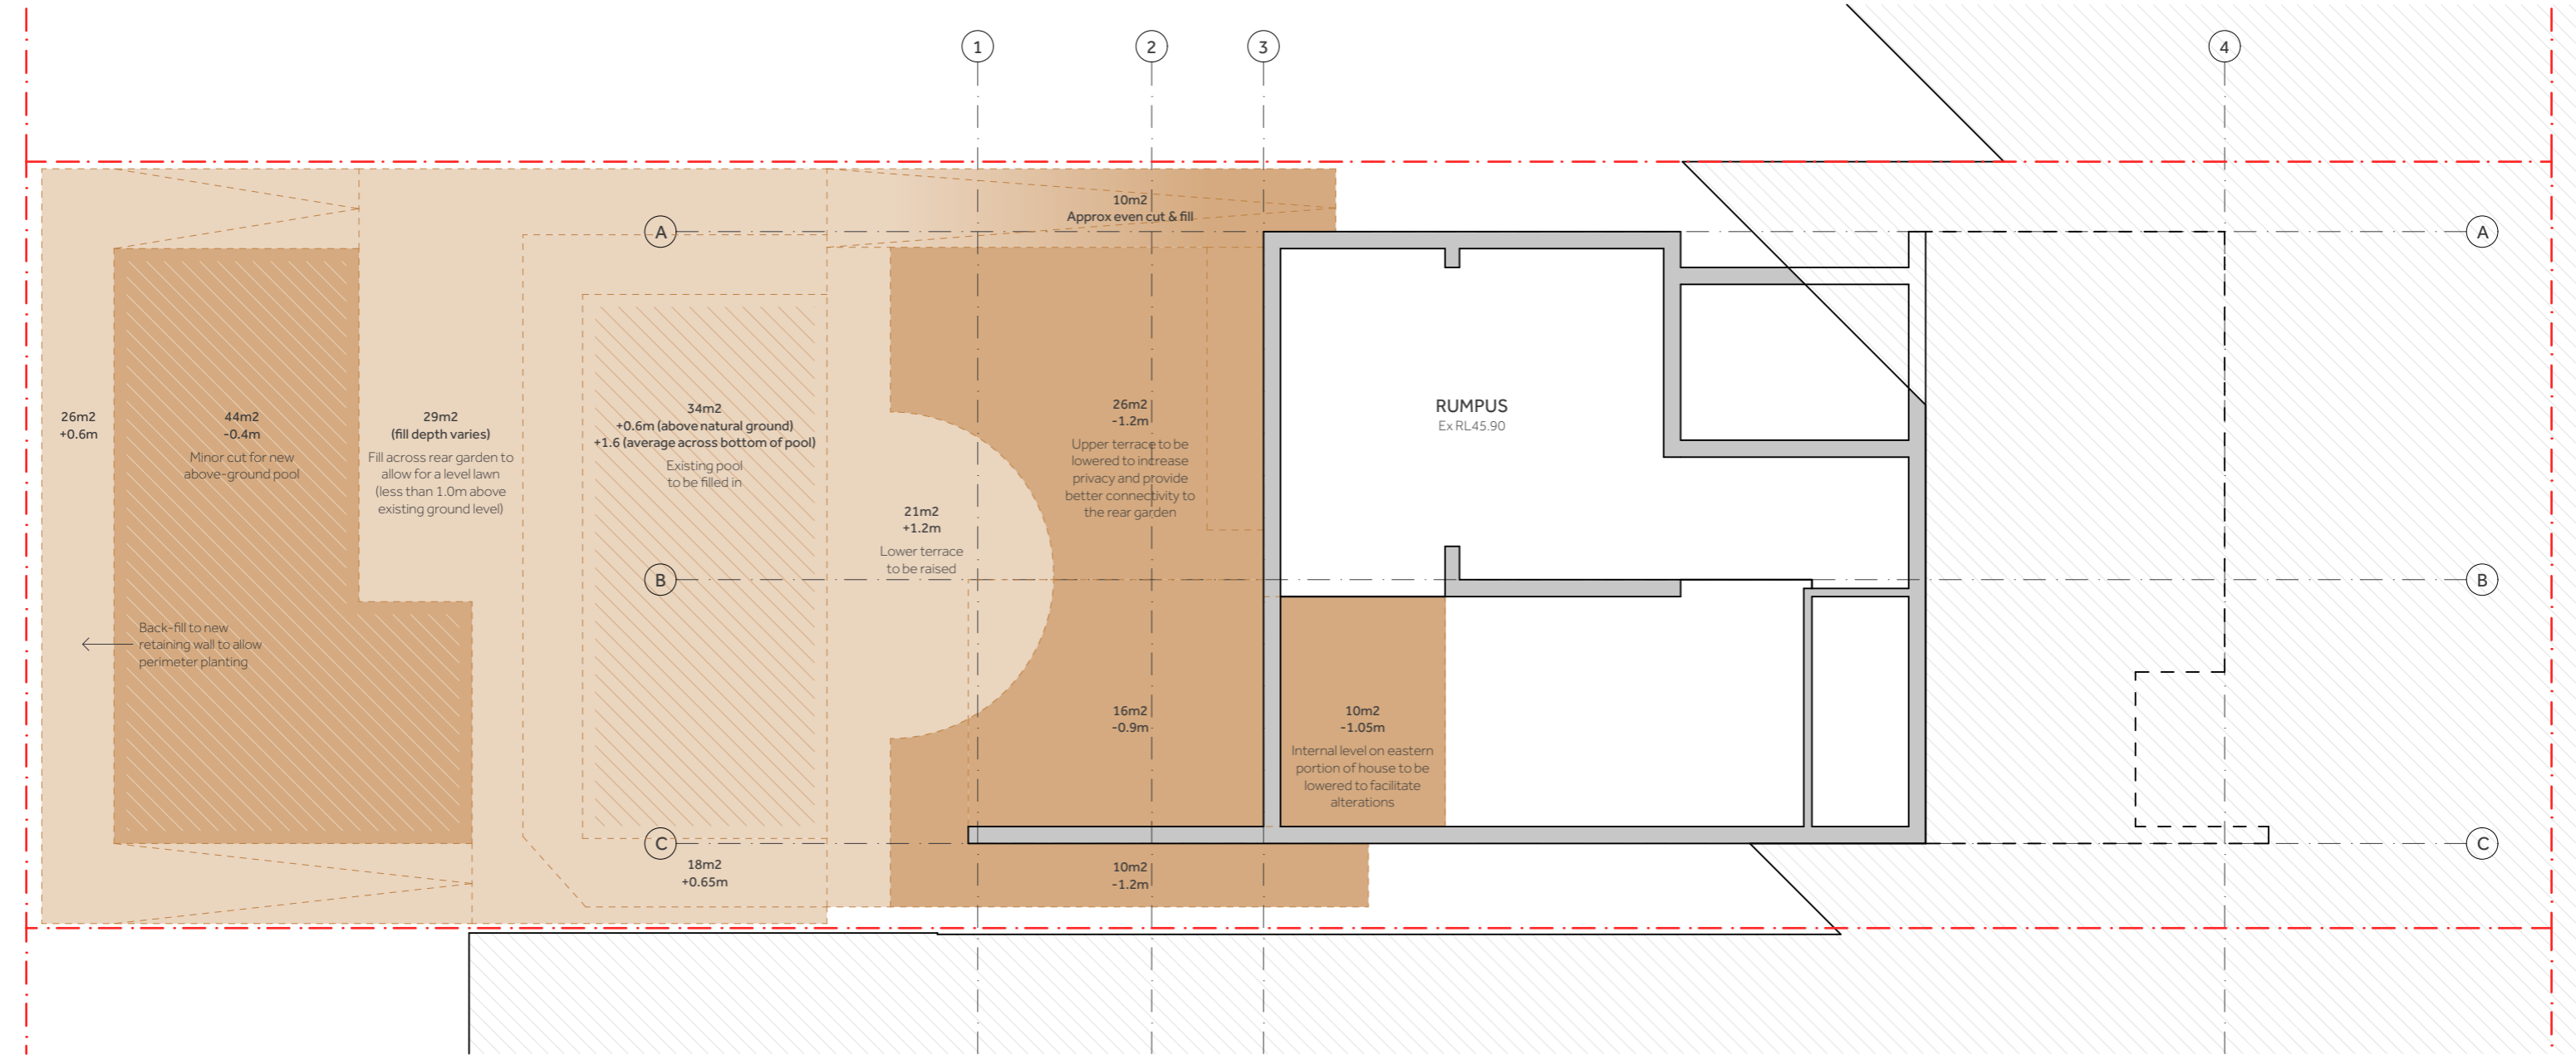 1
2
3
4
A
A
10m2
Approx even cut & fill
26m2
+0.6m
44m2
-0.4m
Minor cut for new
above-ground pool
29m2
(fill depth varies)
Fill across rear garden to
allow for a level lawn
(less than 1.0m above
existing ground level)
34m2
+0.6m (above natural ground)
+1.6 (average across bottom of pool)
Existing pool
to be filled in
21m2
+1.2m
Lower terrace
to be raised
26m2
-1.2m
Upper terrace to be
lowered to increase
privacy and provide
better connectivity to
the rear garden
RUMPUS
Ex RL45.90
B
B
Back-fill to new
retaining wall to allow
perimeter planting
16m2
-0.9m
10m2
-1.05m
Internal level on eastern
portion of house to be
lowered to facilitate
alterations
C
C
18m2
+0.65m
10m2
-1.2m